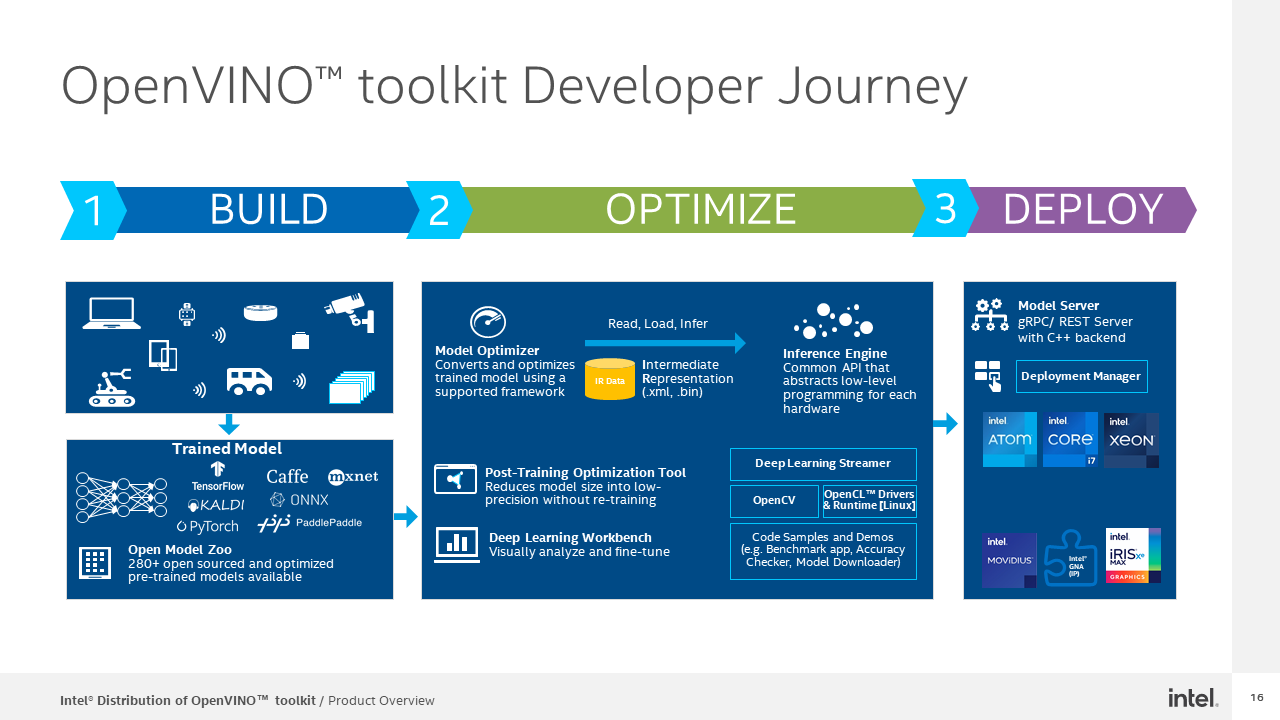 OpenVINO™ toolkit Developer Journey
1 BUILD
2 OPTIMIZE
3 DEPLOY
Trained Model
TensorFlow
Caffe
mxnet
KALDI
ONNX
PyTorch
PaddlePaddle
Open Model Zoo
280+ open sourced and optimized
pre-trained models available
Model Optimizer
Converts and optimizes
trained model using a
supported framework
Read, Load, Infer
IR Data
Intermediate
Representation
(.xml, .bin)
Inference Engine
Common API that
abstracts low-level
programming for each
hardware
Post-Training Optimization Tool
Reduces model size into low-
precision without re-training
Deep Learning Workbench
Visually analyze and fine-tune
Deep Learning Streamer
OpenCV
OpenCL™ Drivers
& Runtime [Linux]
Code Samples and Demos
(e.g. Benchmark app, Accuracy
Checker, Model Downloader)
Model Server
gRPC/ REST Server
with C++ backend
Deployment Manager
intel
ATOM
intel
CORE
i7
intel
XEON
intel
MOVIDIUS
Intel®
GNA
(IP)
intel
iRIS Xe
MAX
GRAPHICS
Intel® Distribution of OpenVINO™ toolkit / Product Overview
intel
16